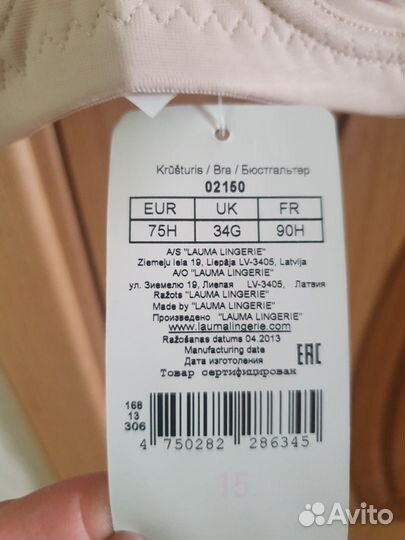 Krūšturis / Bra / Бюстгальтер
02150
EUR UK FR
75H 34G 90H
A/S "LAUMA LINGERIE"
Ziemeļu iela 19, Liepāja LV-3405, Latvija
A/O "LAUMA LINGERIE"
ул. Зиемелю 19, Лиепая LV-3405, Латвия
Ražots "LAUMA LINGERIE"
Made by "LAUMA LINGERIE"
Произведено "LAUMA LINGERIE"
www.laumalingerie.com
Ražošanas datums 04.2013
Manufacturing date
Дата изготоления
EAC
Товар сертифицирован
168
13
306
4 750282 286345
15
Avito